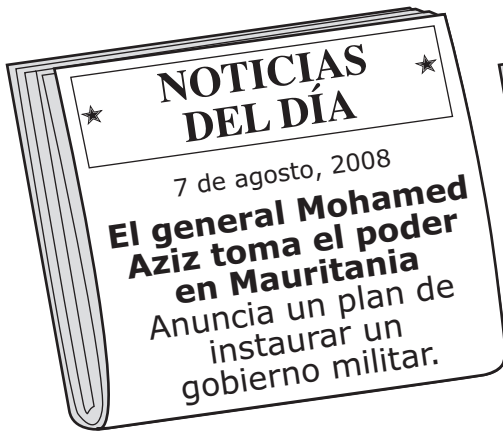 NOTICIAS
DEL DÍA
7 de agosto, 2008
El general Mohamed
Aziz toma el poder
en Mauritania
Anuncia un plan de
instaurar un
gobierno militar.